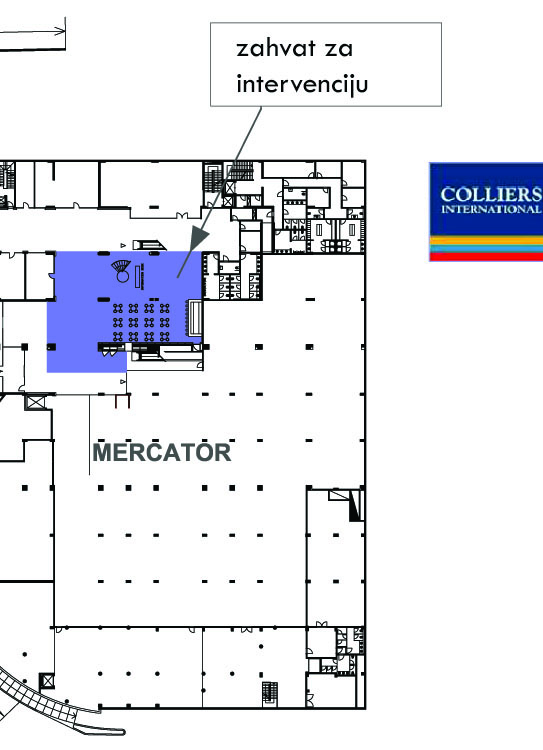 zahvat za
intervenciju
COLLIERS
INTERNATIONAL
MERCATOR